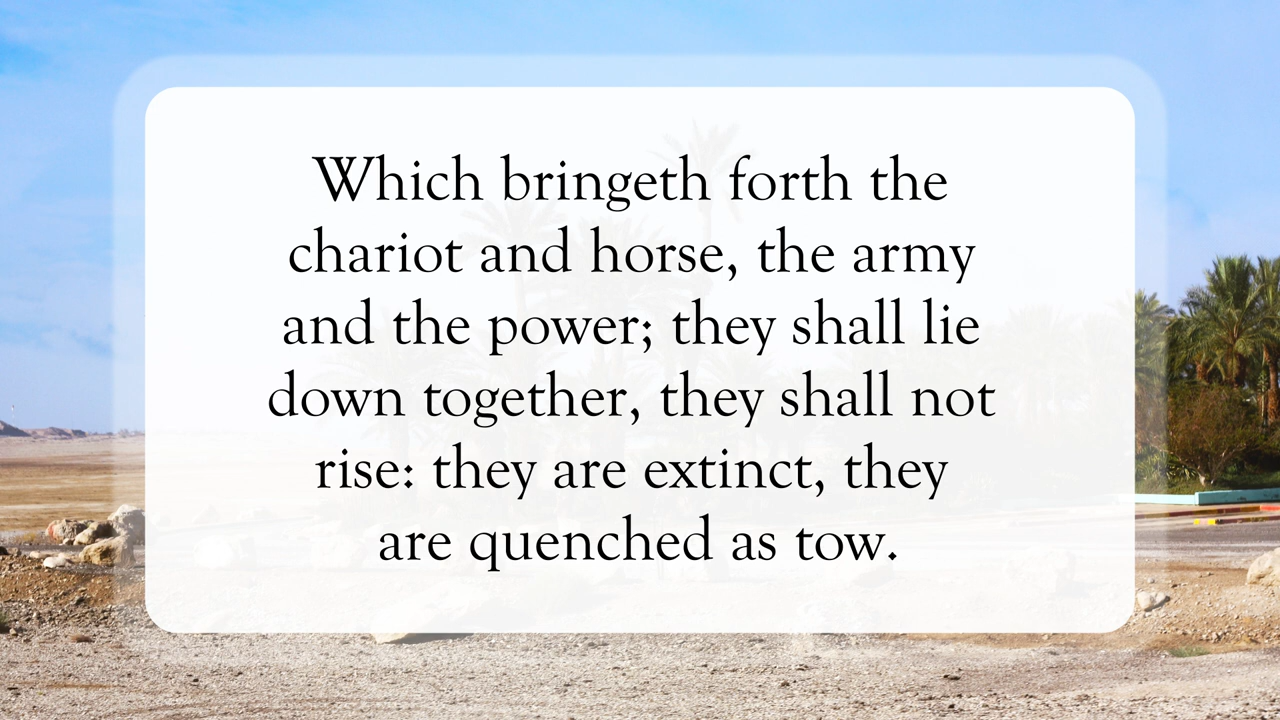 Which bringeth forth the
chariot and horse, the army
and the power; they shall lie
down together, they shall not
rise: they are extinct, they
are quenched as tow.